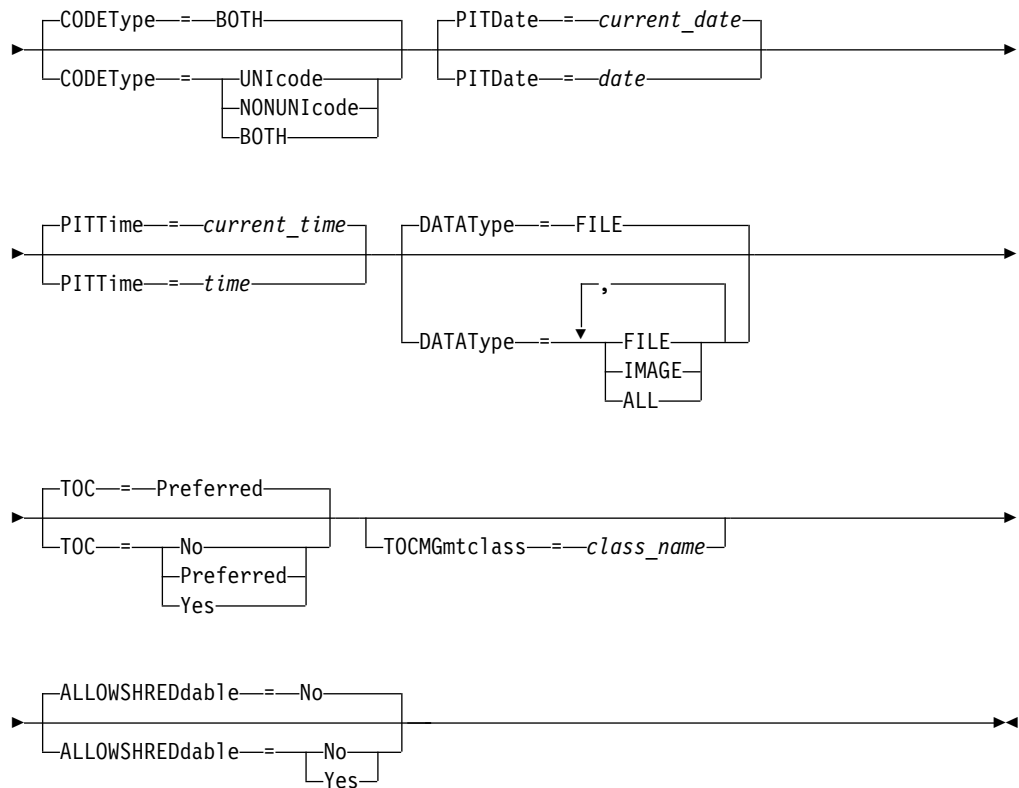 CODEType = BOTH PITDate = current_date
CODEType = UNIcode PITDate = date
NONUNIcode
BOTH
PITTime = current_time DATAType = FILE
PITTime = time ,
DATAType = FILE
IMAGE
ALL
TOC = Preferred
TOC = No TOCMGmtclass = class_name
Preferred
Yes
ALLOWSHREDdable = No
ALLOWSHREDdable = No
Yes